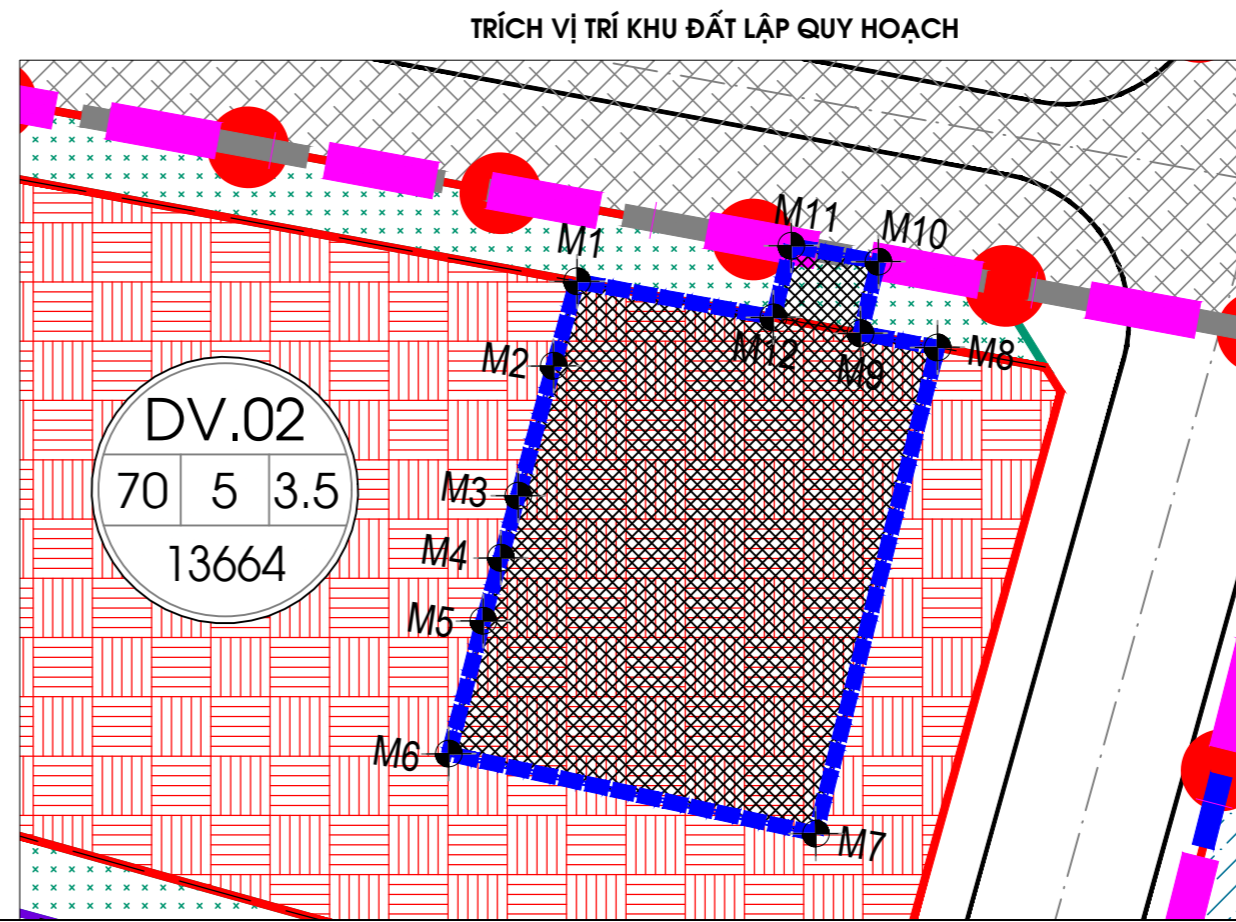 TRÍCH VỊ TRÍ KHU ĐẤT LẬP QUY HOẠCH
M11
M10
M1
M12
M9
M8
M2
DV.02
70 5 3.5
13664
M3
M4
M5
M6
M7